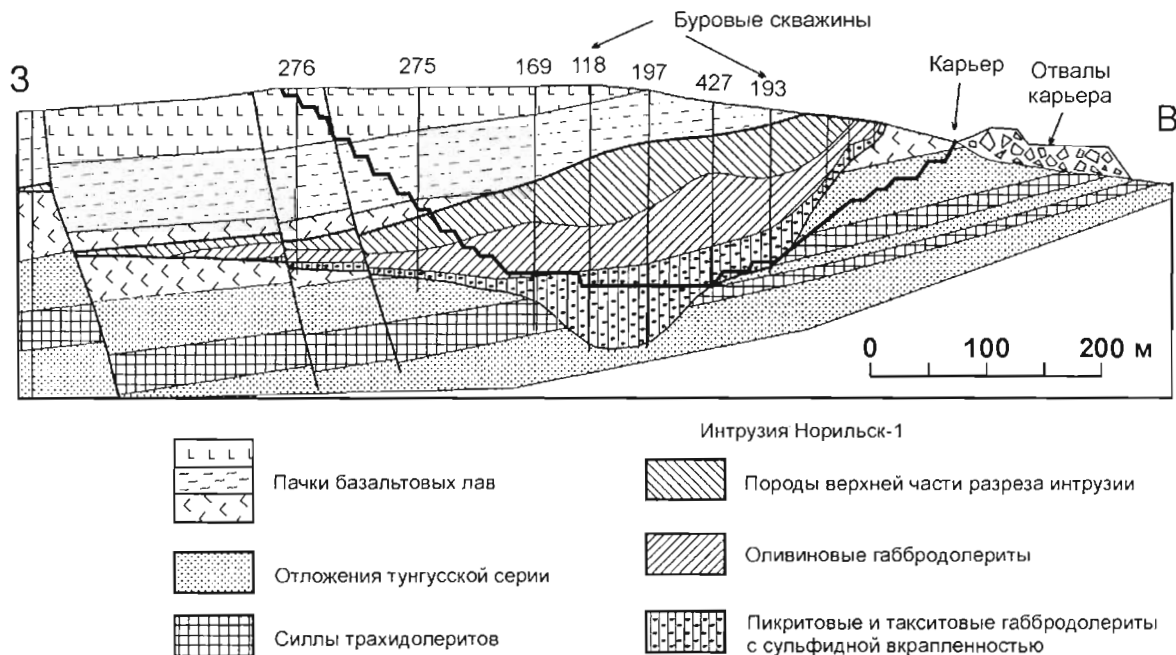 Буровые скважины
З
276
275
169
118
197
427
193
Карьер
Отвалы
карьера
В
0
100
200 м
Интрузия Норильск-1
Пачки базальтовых лав
Породы верхней части разреза интрузии
Отложения тунгусской серии
Оливиновые габбродолериты
Силлы трахидолеритов
Пикритовые и такситовые габбродолериты
с сульфидной вкрапленностью